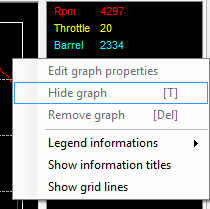 Rpm 4297
Throttle 20
Barrel 2334
Edit graph properties
Hide graph [T]
Remove graph [Del]
Legend informations
Show information titles
Show grid lines